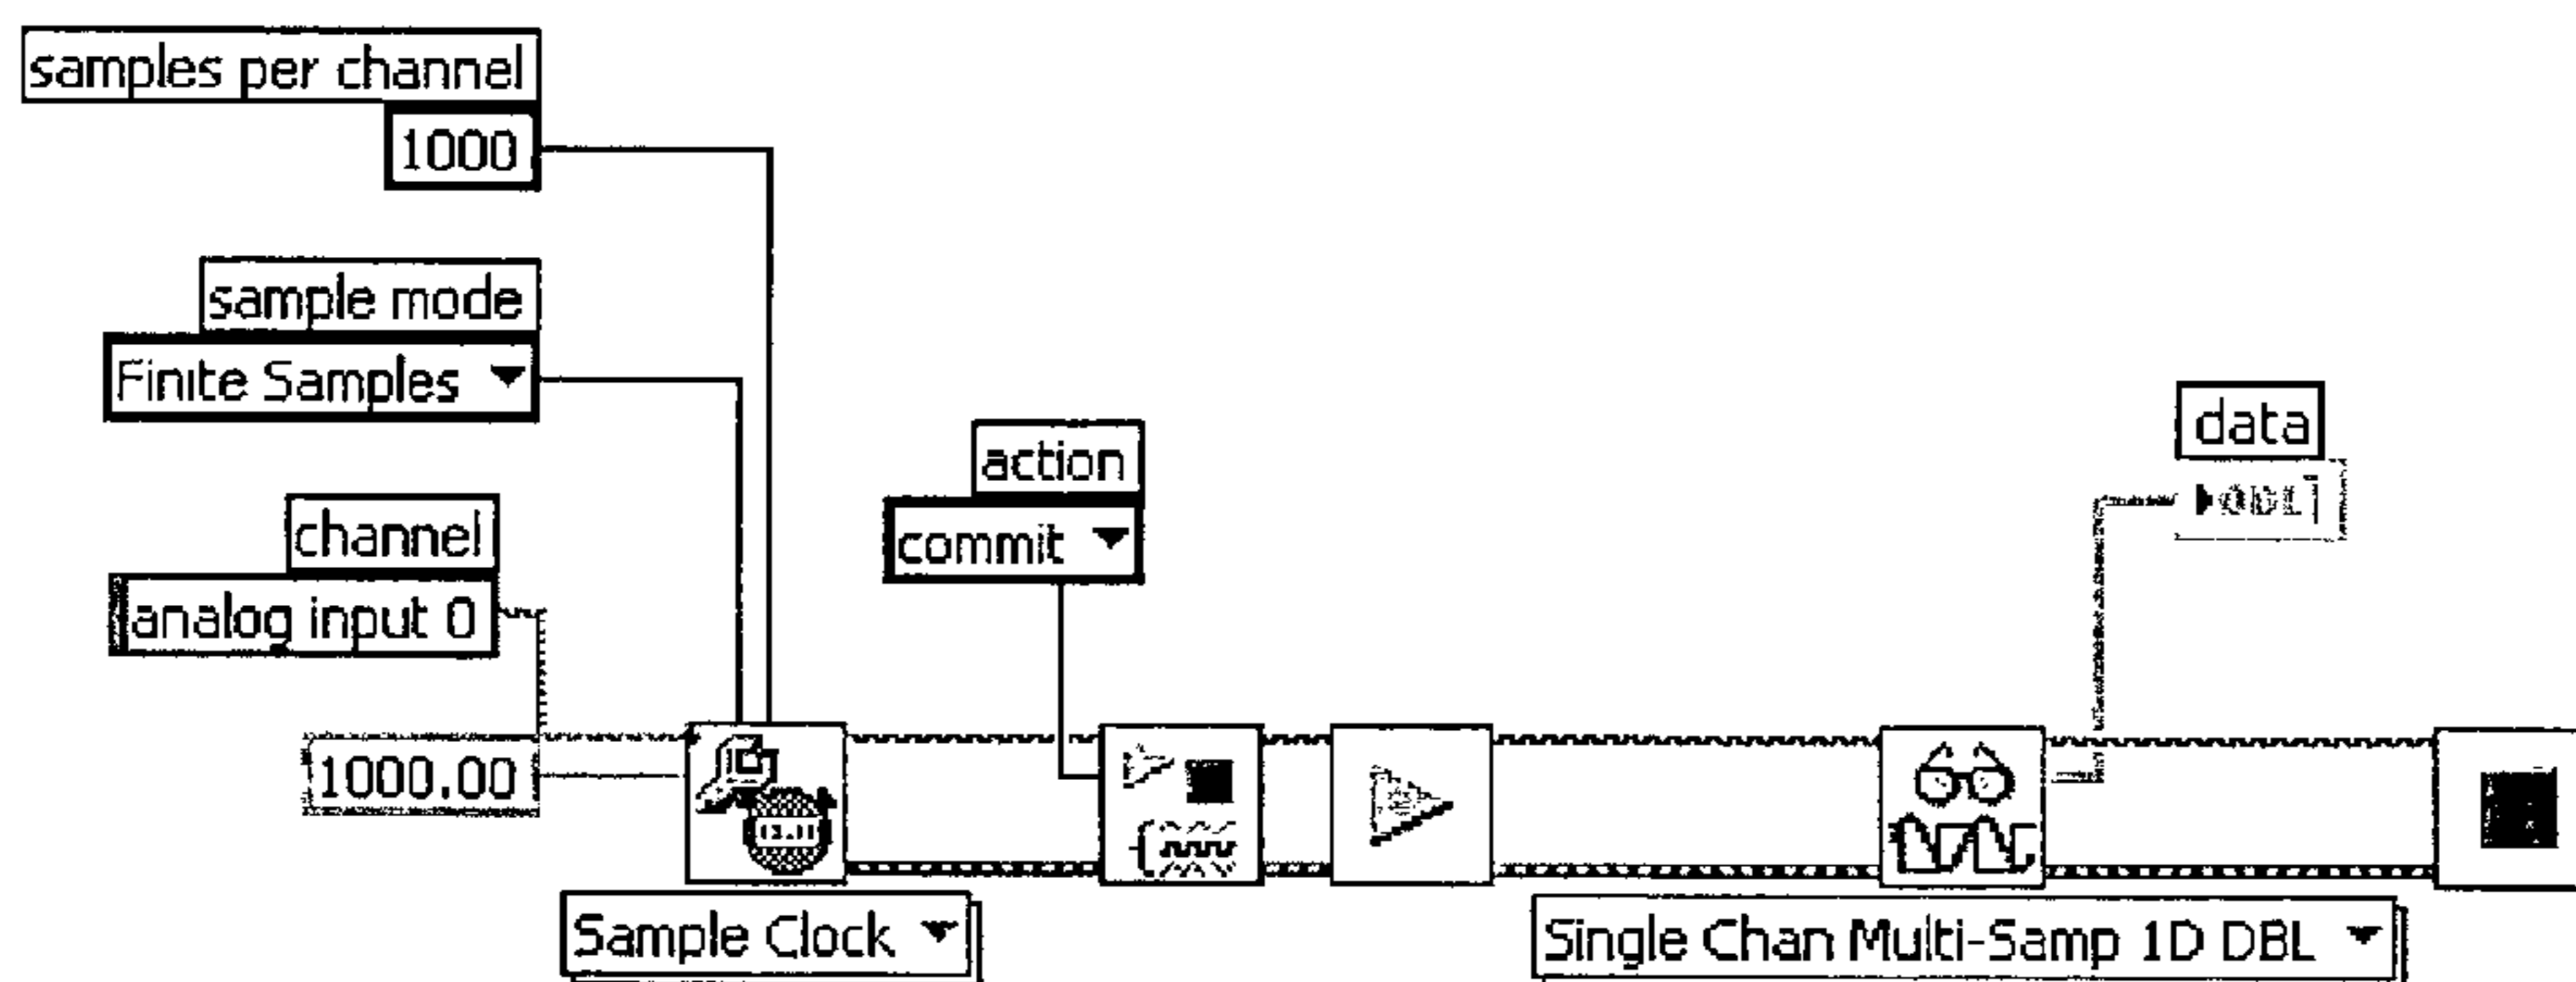 samples per channel
1000
sample mode
Finite Samples
channel
analog input 0
1000.00
action
commit
data
DBL
Sample Clock
Single Chan Multi-Samp 1D DBL